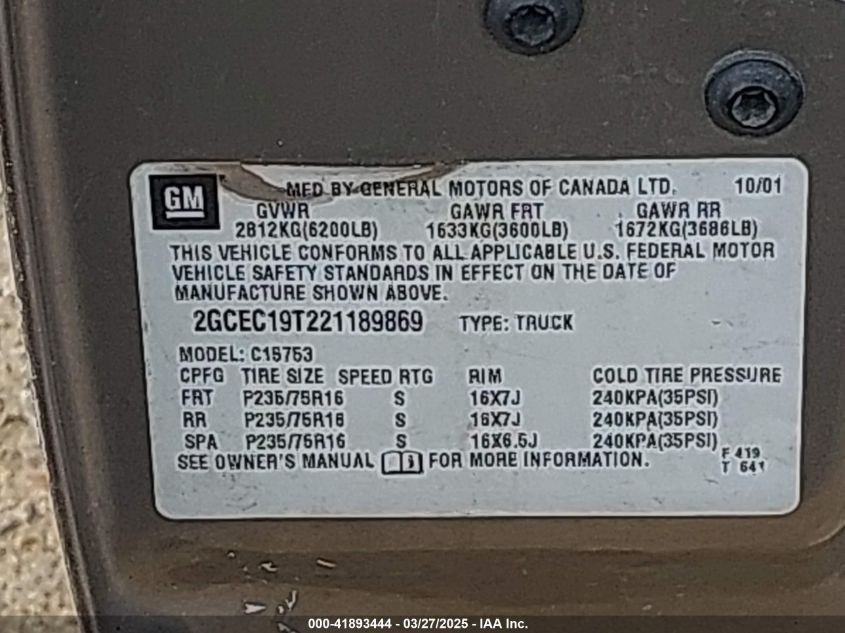 GM MFD BY GENERAL MOTORS OF CANADA LTD. 10/01
GVWR GAWR FRT GAWR RR
2812KG(6200LB) 1633KG(3600LB) 1672KG(3686LB)
THIS VEHICLE CONFORMS TO ALL APPLICABLE U.S. FEDERAL MOTOR
VEHICLE SAFETY STANDARDS IN EFFECT ON THE DATE OF
MANUFACTURE SHOWN ABOVE.
2GCEC19T221189869 TYPE: TRUCK
MODEL: C15753
CPFG TIRE SIZE SPEED RTG RIM COLD TIRE PRESSURE
FRT P235/75R16 S 16X7J 240KPA(35PSI)
RR P235/75R16 S 16X7J 240KPA(35PSI)
SPA P235/75R16 S 16X6.5J 240KPA(35PSI)
SEE OWNER'S MANUAL FOR MORE INFORMATION.
F 419
T 641
000-41893444 — 03/27/2025 — IAA Inc.